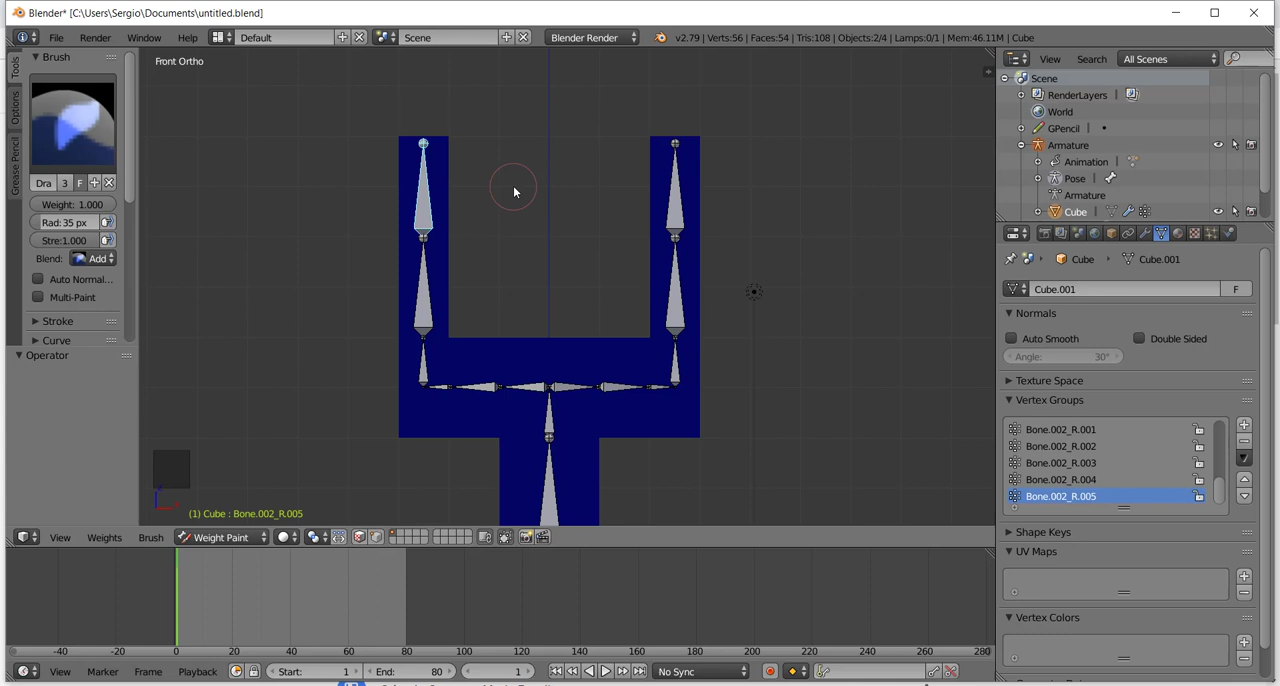 Blender* [C:\Users\Sergio\Documents\untitled.blend]
File Render Window Help Default Scene Blender Render v2.79 | Verts:56 | Faces:54 | Tris:108 | Objects:2/4 | Lamps:0/1 | Mem:46.11M | Cube
Tools
Options
Grease Pencil
Brush
Dra 3 F
Weight: 1.000
Rad: 35 px
Stre:1.000
Blend: Add
Auto Normal...
Multi-Paint
Stroke
Curve
Operator
Front Ortho
(1) Cube : Bone.002_R.005
View Weights Brush Weight Paint
-40 -20 0 20 40 60 80 100 120 140 160 180 200 220 240 260 280
View Marker Frame Playback Start: 1 End: 80 1 No Sync
View Search All Scenes
Scene
RenderLayers
World
GPencil
Armature
Animation
Pose
Armature
Cube
Cube Cube.001
Cube.001 F
Normals
Auto Smooth Double Sided
Angle: 30°
Texture Space
Vertex Groups
Bone.002_R.001
Bone.002_R.002
Bone.002_R.003
Bone.002_R.004
Bone.002_R.005
Shape Keys
UV Maps
Vertex Colors